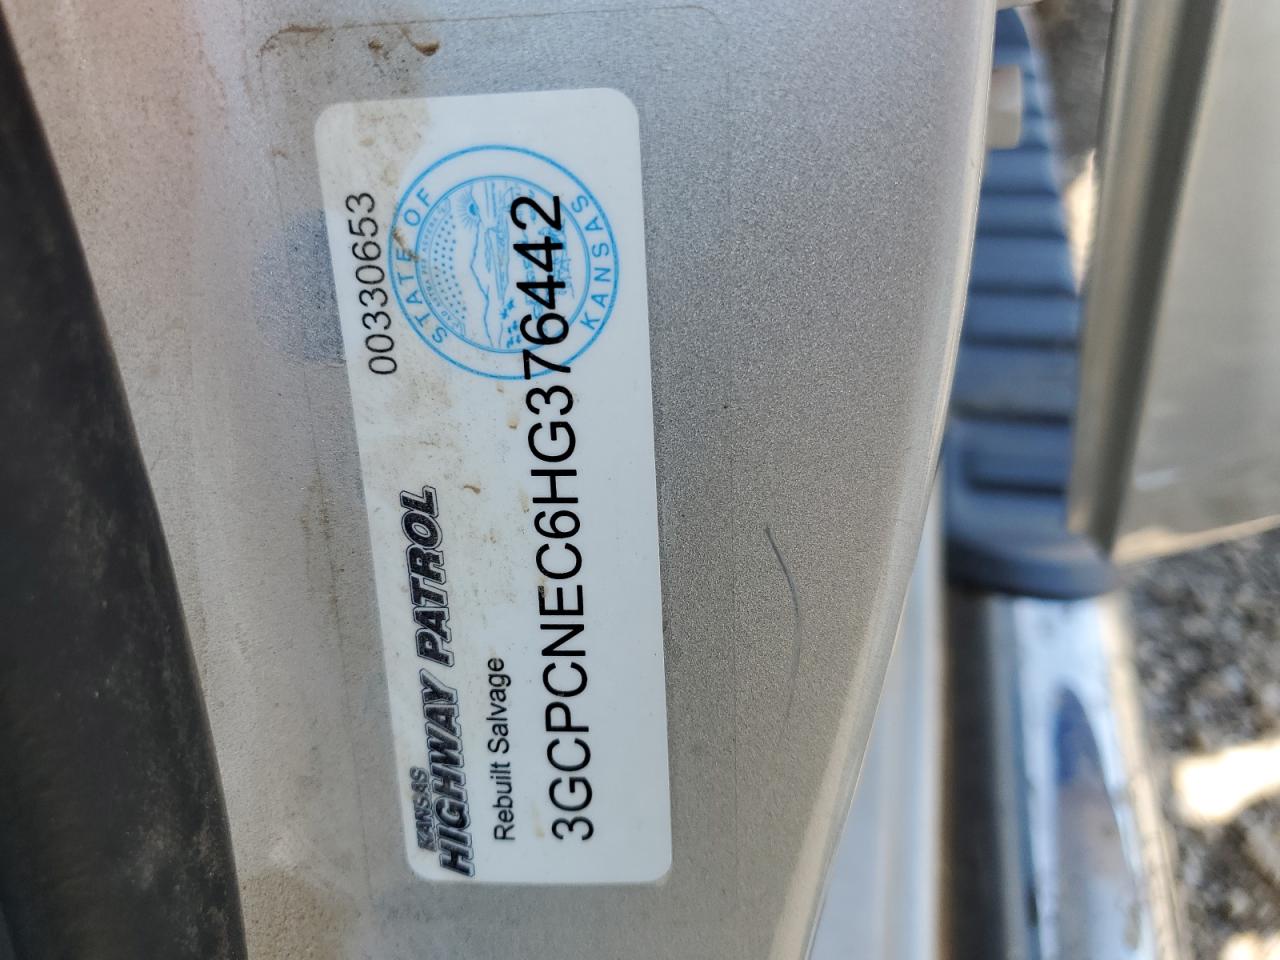 KANSAS
HIGHWAY PATROL
00330653
Rebuilt Salvage
3GCPCNEC6HG376442
STATE OF
KANSAS